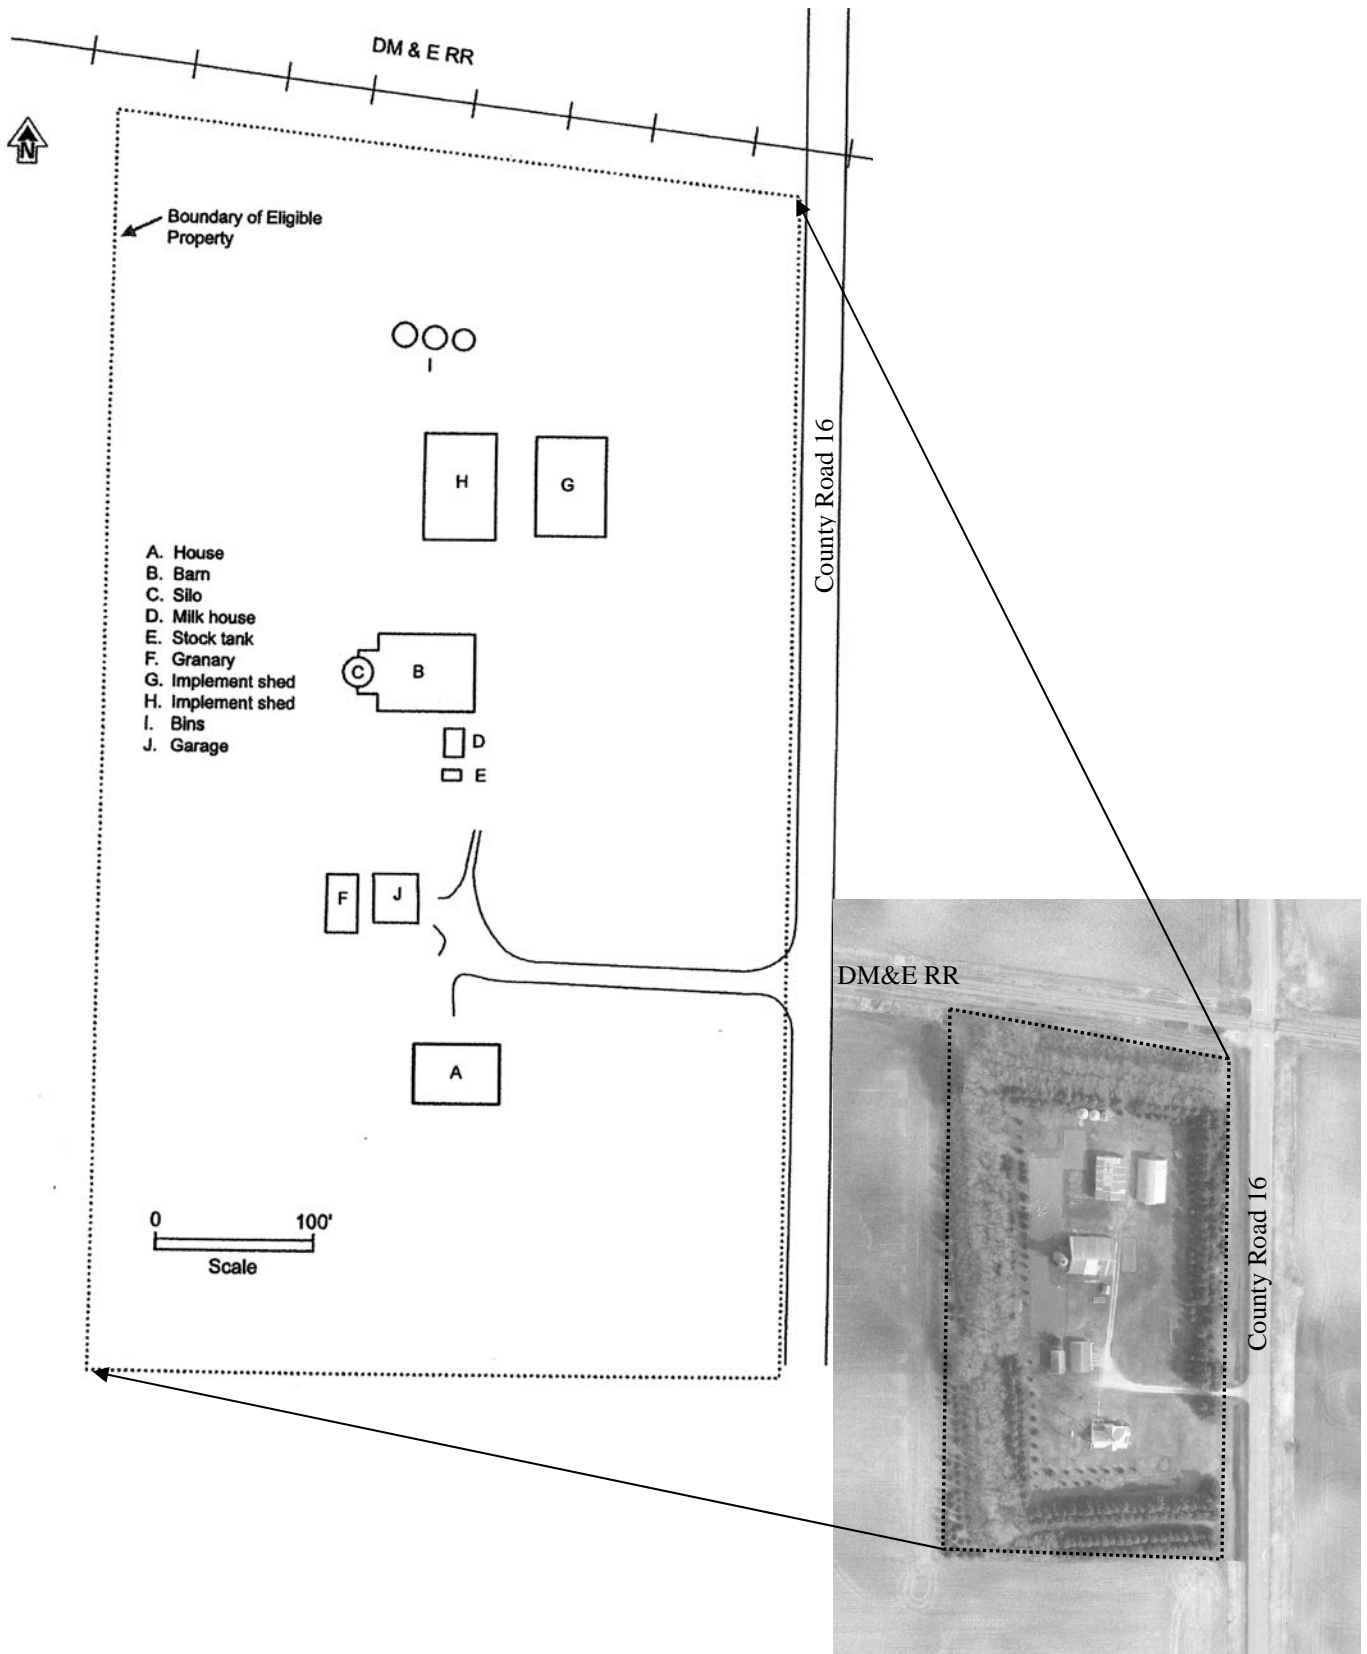 DM & E RR
N
Boundary of Eligible
Property
I
H
G
County Road 16
A. House
B. Barn
C. Silo
D. Milk house
E. Stock tank
F. Granary
G. Implement shed
H. Implement shed
I. Bins
J. Garage
C
B
D
E
F
J
A
0 100'
Scale
DM&E RR
County Road 16